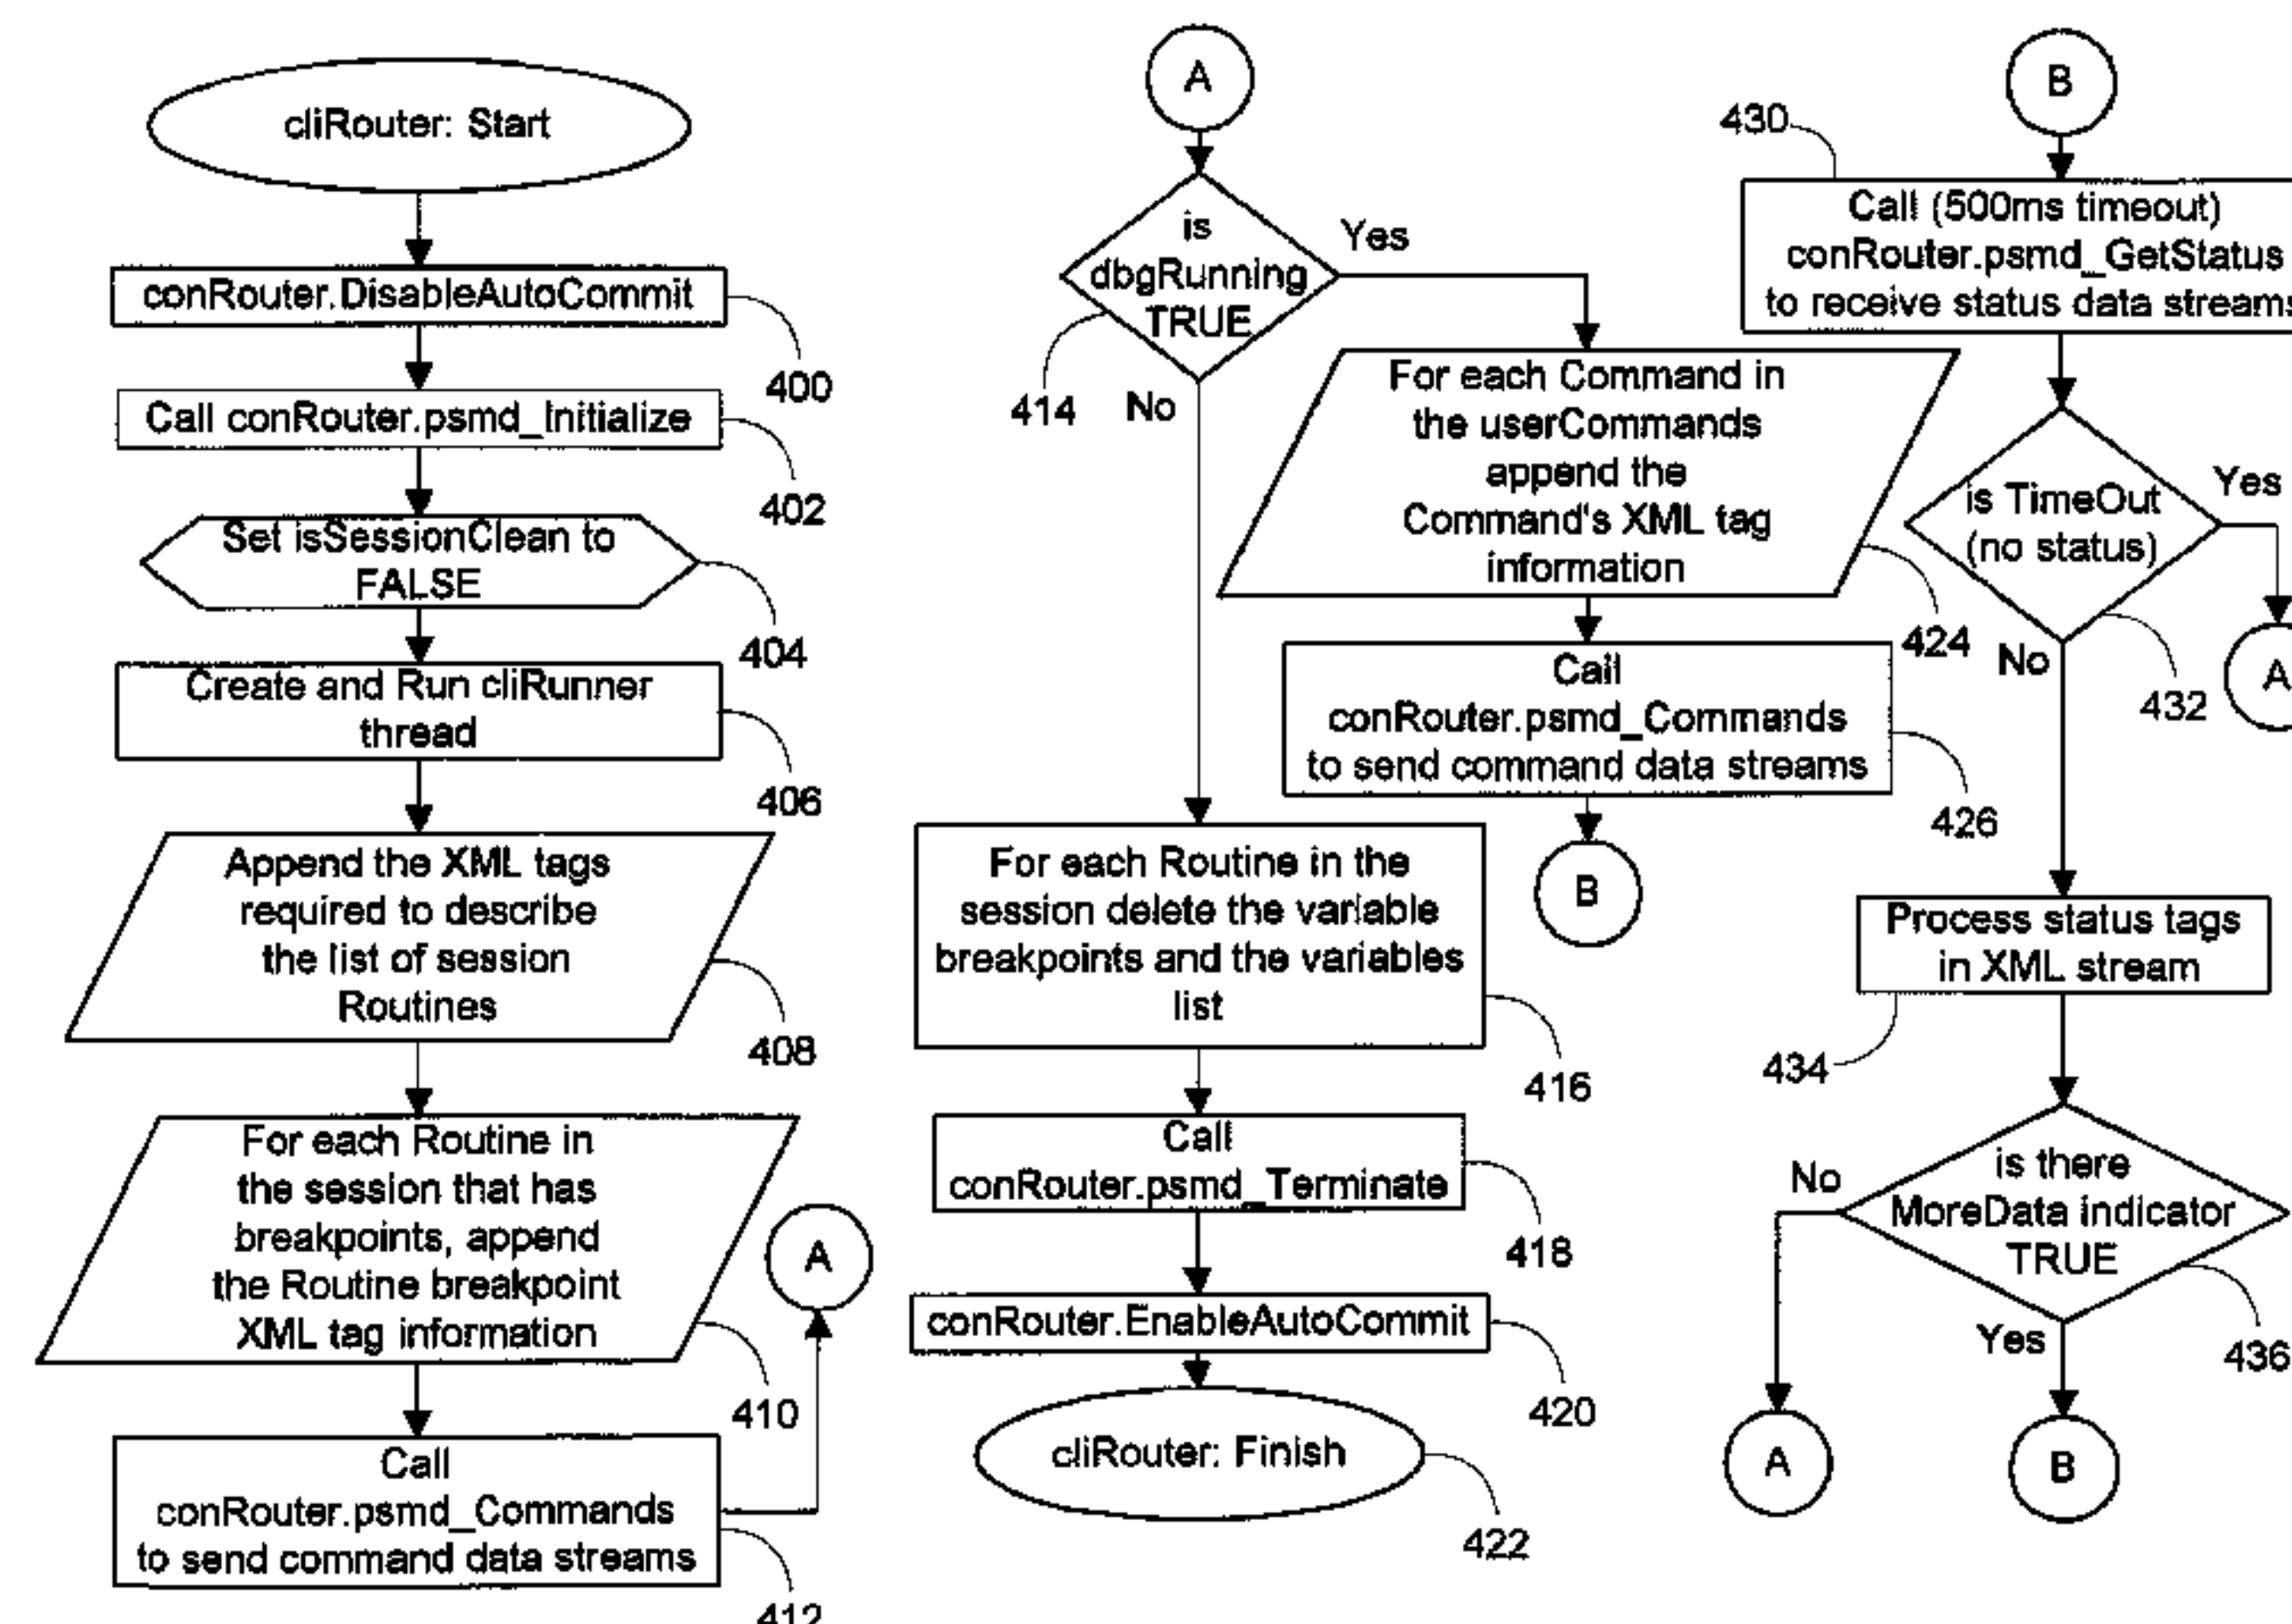 cliRouter: Start
conRouter.DisableAutoCommit
400
Call conRouter.psmd_Initialize
402
Set isSessionClean to
FALSE
404
Create and Run cliRunner
thread
406
Append the XML tags
required to describe
the list of session
Routines
408
For each Routine in
the session that has
breakpoints, append
the Routine breakpoint
XML tag information
410
A
Call
conRouter.psmd_Commands
to send command data streams
412
A
is
dbgRunning
TRUE
Yes
414
No
For each Command in
the userCommands
append the
Command's XML tag
information
424
Call
conRouter.psmd_Commands
to send command data streams
426
B
For each Routine in the
session delete the variable
breakpoints and the variables
list
416
Call
conRouter.psmd_Terminate
418
conRouter.EnableAutoCommit
420
cliRouter: Finish
422
B
430
Call (500ms timeout)
conRouter.psmd_GetStatus
to receive status data streams
is TimeOut
(no status)
Yes
A
No
432
Process status tags
in XML stream
434
is there
MoreData indicator
TRUE
No
Yes
436
A
B